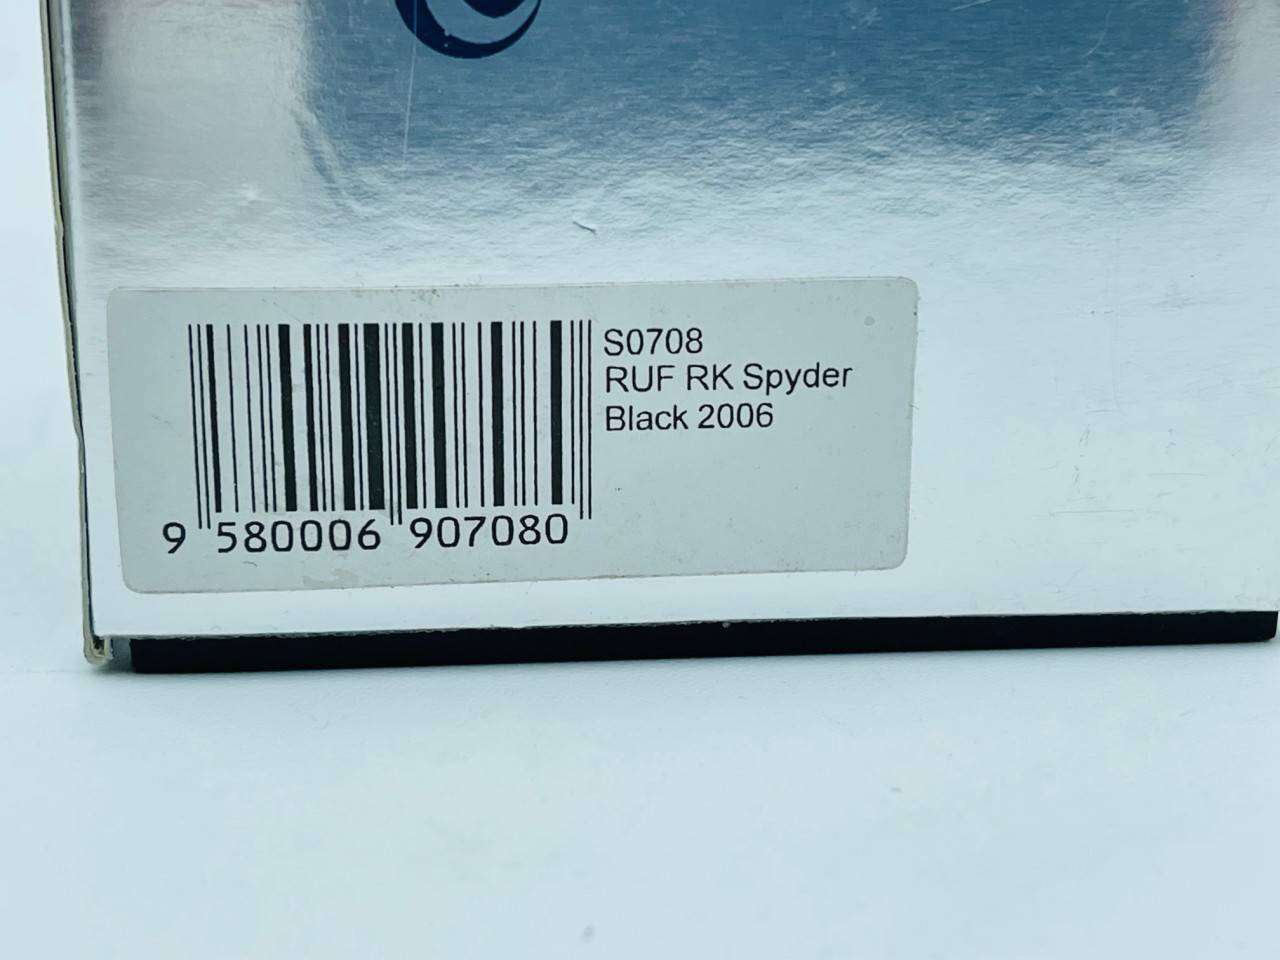 S0708
RUF RK Spyder
Black 2006
9 580006 907080